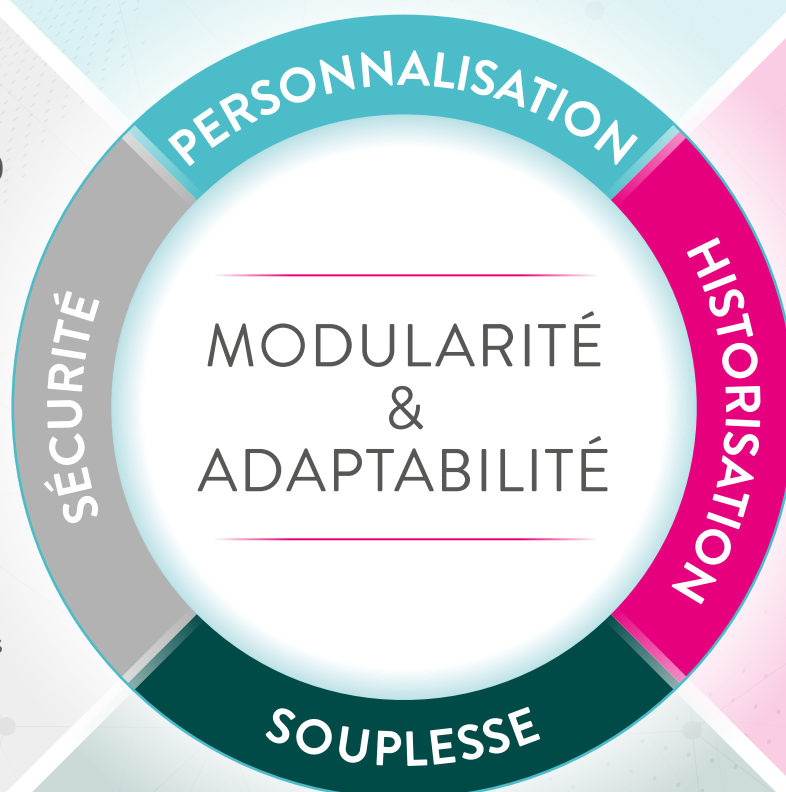 PERSONNALISATION
HISTORISATION
SÉCURITÉ
MODULARITÉ
&
ADAPTABILITÉ
SOUPLESSE